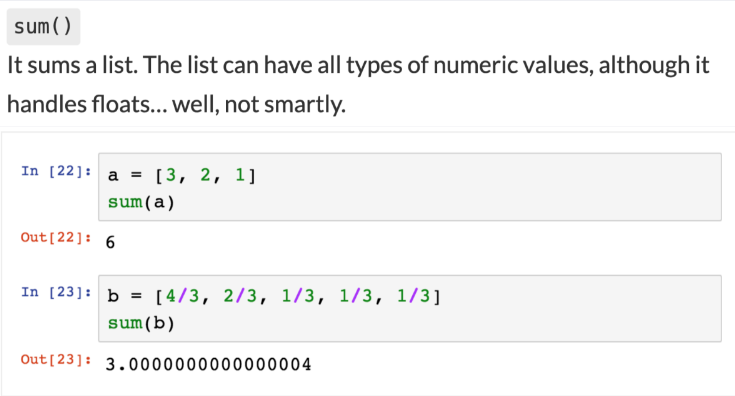 sum()
It sums a list. The list can have all types of numeric values, although it
handles floats… well, not smartly.
In [22]: a = [3, 2, 1]
sum(a)
Out[22]: 6
In [23]: b = [4/3, 2/3, 1/3, 1/3, 1/3]
sum(b)
Out[23]: 3.0000000000000004